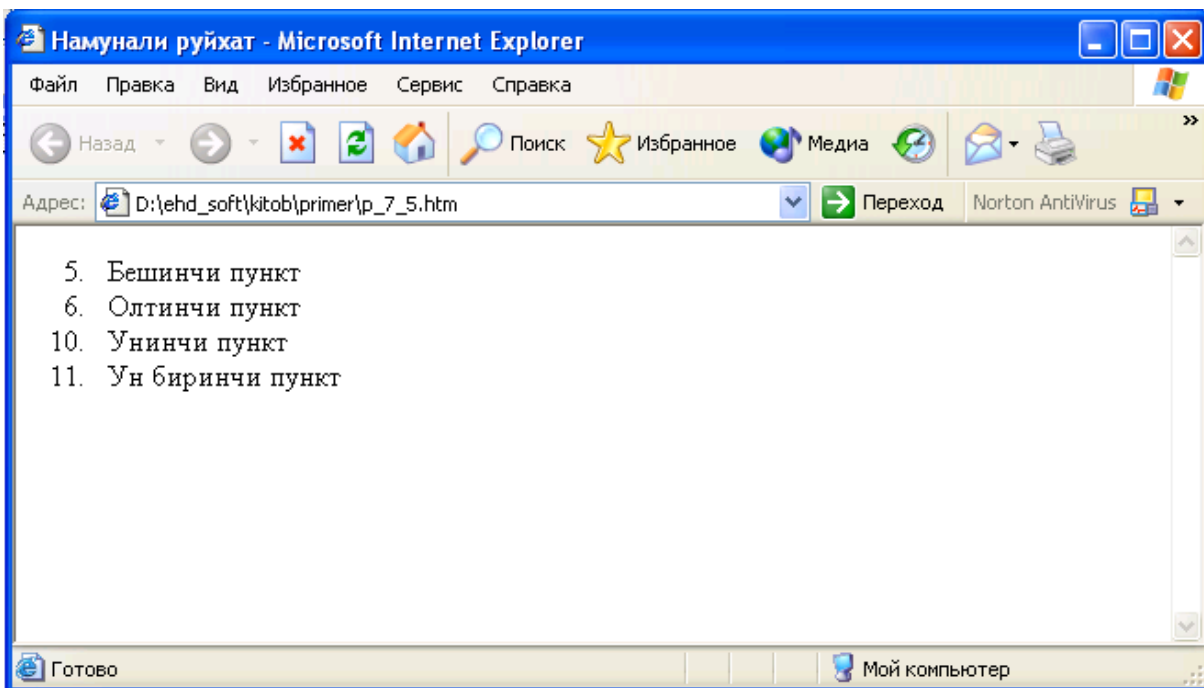 Намунали руйхат - Microsoft Internet Explorer
Файл Правка Вид Избранное Сервис Справка
Назад Поиск Избранное Медиа »
Адрес: D:\ehd_soft\kitob\primer\p_7_5.htm Переход Norton AntiVirus
5. Бешинчи пункт
6. Олтинчи пункт
10. Унинчи пункт
11. Ун биринчи пункт
Готово Мой компьютер